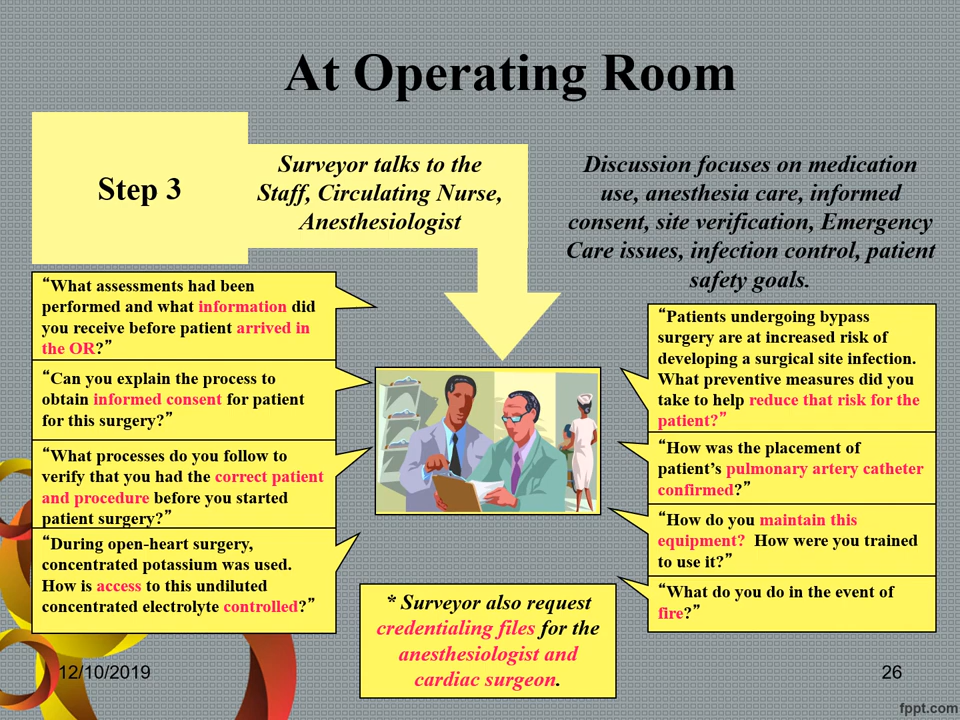 At Operating Room
Step 3
Surveyor talks to the
Staff, Circulating Nurse,
Anesthesiologist
Discussion focuses on medication
use, anesthesia care, informed
consent, site verification, Emergency
Care issues, infection control, patient
safety goals.
“What assessments had been
performed and what information did
you receive before patient arrived in
the OR?”
“Can you explain the process to
obtain informed consent for patient
for this surgery?”
“What processes do you follow to
verify that you had the correct patient
and procedure before you started
patient surgery?”
“During open-heart surgery,
concentrated potassium was used.
How is access to this undiluted
concentrated electrolyte controlled?”
“Patients undergoing bypass
surgery are at increased risk of
developing a surgical site infection.
What preventive measures did you
take to help reduce that risk for the
patient?”
“How was the placement of
patient’s pulmonary artery catheter
confirmed?”
“How do you maintain this
equipment? How were you trained
to use it?”
“What do you do in the event of
fire?”
* Surveyor also request
credentialing files for the
anesthesiologist and
cardiac surgeon.
12/10/2019
26
fppt.com